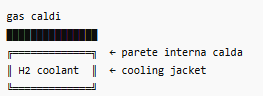 gas caldi
← parete interna calda
H2 coolant ← cooling jacket